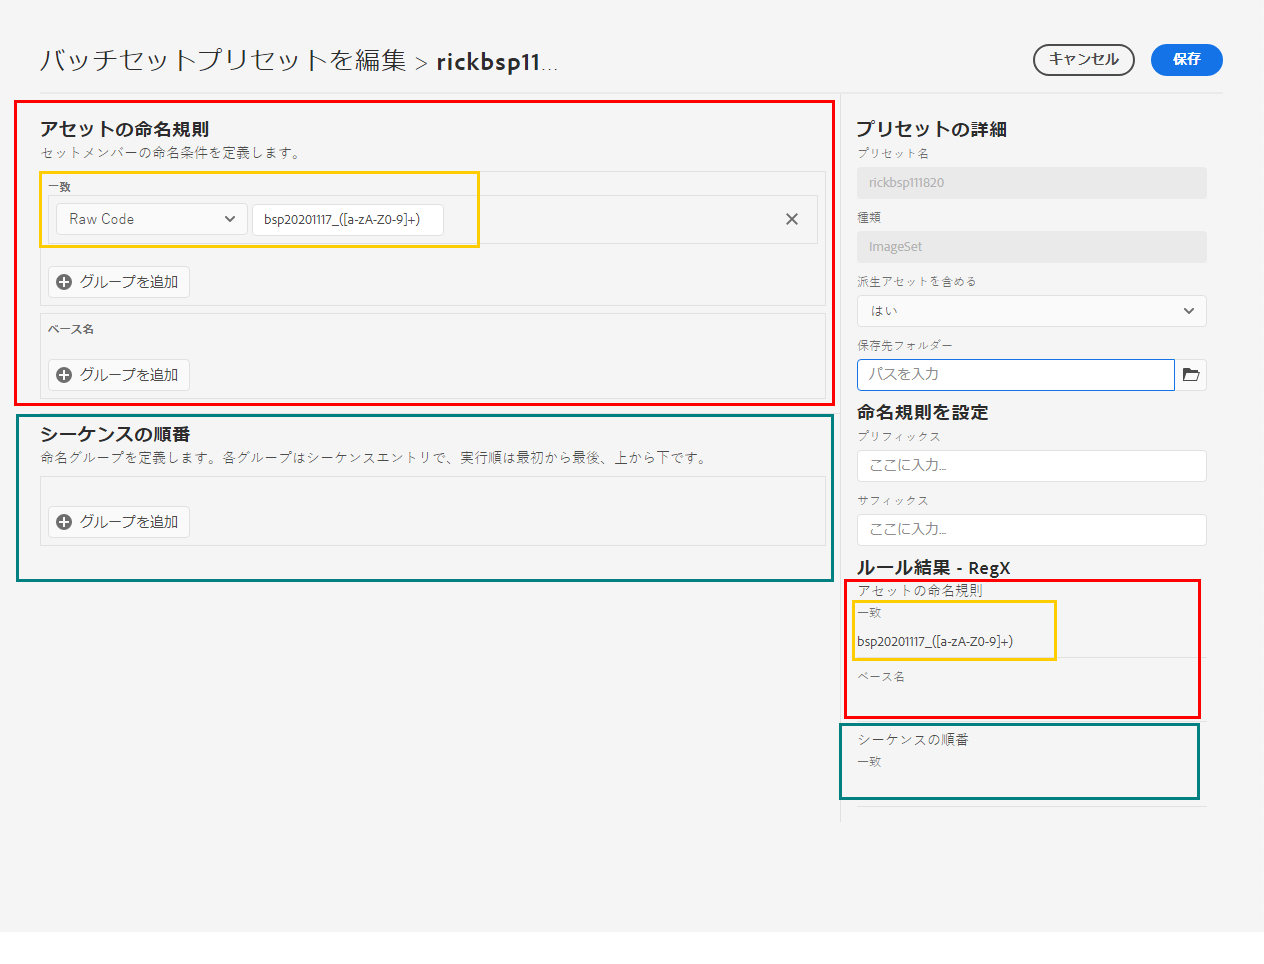 バッチセットプリセットを編集 > rickbsp11...
キャンセル
保存
アセットの命名規則
セットメンバーの命名条件を定義します。
一致
Raw Code
bsp20201117_([a-zA-Z0-9]+)
グループを追加
ベース名
グループを追加
シーケンスの順番
命名グループを定義します。各グループはシーケンスエントリで、実行順は最初から最後、上から下です。
グループを追加
プリセットの詳細
プリセット名
rickbsp111820
種類
ImageSet
派生アセットを含める
はい
保存先フォルダー
パスを入力
命名規則を設定
プリフィックス
ここに入力...
サフィックス
ここに入力...
ルール結果 - RegX
アセットの命名規則
一致
bsp20201117_([a-zA-Z0-9]+)
ベース名
シーケンスの順番
一致